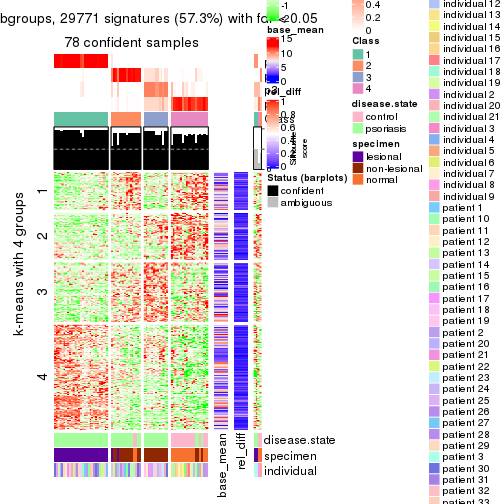 bgroups, 29771 signatures (57.3%) with
<0.05
78 confident samples
k-means with 4 groups
1
2
3
4
base_mean
rel_diff
disease.state
specimen
individual
-1
-2
base_mean
15
10
5
0
rel_diff
1
0.8
0.6
0.4
0.2
0
Silhouette
score
Status (barplots)
confident
ambiguous
0.4
0.2
0
Class
1
2
3
4
disease.state
control
psoriasis
specimen
lesional
non-lesional
normal
individual 12
individual 13
individual 14
individual 15
individual 16
individual 17
individual 18
individual 19
individual 2
individual 20
individual 21
individual 3
individual 4
individual 5
individual 6
individual 7
individual 8
individual 9
patient 1
patient 10
patient 11
patient 12
patient 13
patient 14
patient 15
patient 16
patient 17
patient 18
patient 19
patient 2
patient 20
patient 21
patient 22
patient 23
patient 24
patient 25
patient 26
patient 27
patient 28
patient 29
patient 3
patient 30
patient 31
patient 32
patient 33